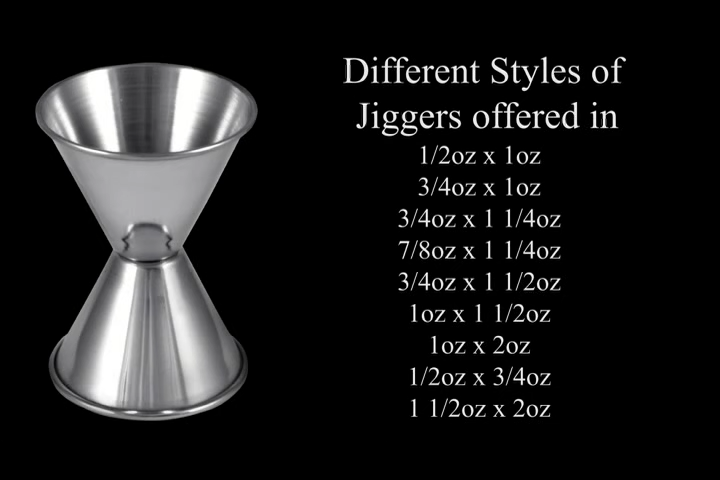 Different Styles of
Jiggers offered in
1/2oz x 1oz
3/4oz x 1oz
3/4oz x 1 1/4oz
7/8oz x 1 1/4oz
3/4oz x 1 1/2oz
1oz x 1 1/2oz
1oz x 2oz
1/2oz x 3/4oz
1 1/2oz x 2oz